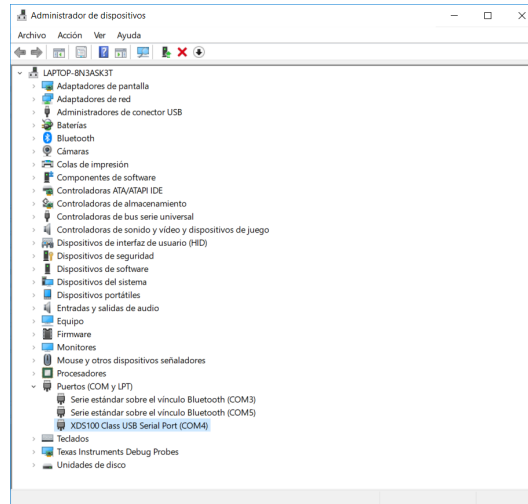 Administrador de dispositivos
Archivo Acción Ver Ayuda
LAPTOP-8N3ASK3T
Adaptadores de pantalla
Adaptadores de red
Administradores de conector USB
Baterías
Bluetooth
Cámaras
Colas de impresión
Componentes de software
Controladoras ATA/ATAPI IDE
Controladoras de almacenamiento
Controladoras de bus serie universal
Controladoras de sonido y vídeo y dispositivos de juego
Dispositivos de interfaz de usuario (HID)
Dispositivos de seguridad
Dispositivos de software
Dispositivos del sistema
Dispositivos portátiles
Entradas y salidas de audio
Equipo
Firmware
Monitores
Mouse y otros dispositivos señaladores
Procesadores
Puertos (COM y LPT)
Serie estándar sobre el vínculo Bluetooth (COM3)
Serie estándar sobre el vínculo Bluetooth (COM5)
XDS100 Class USB Serial Port (COM4)
Teclados
Texas Instruments Debug Probes
Unidades de disco